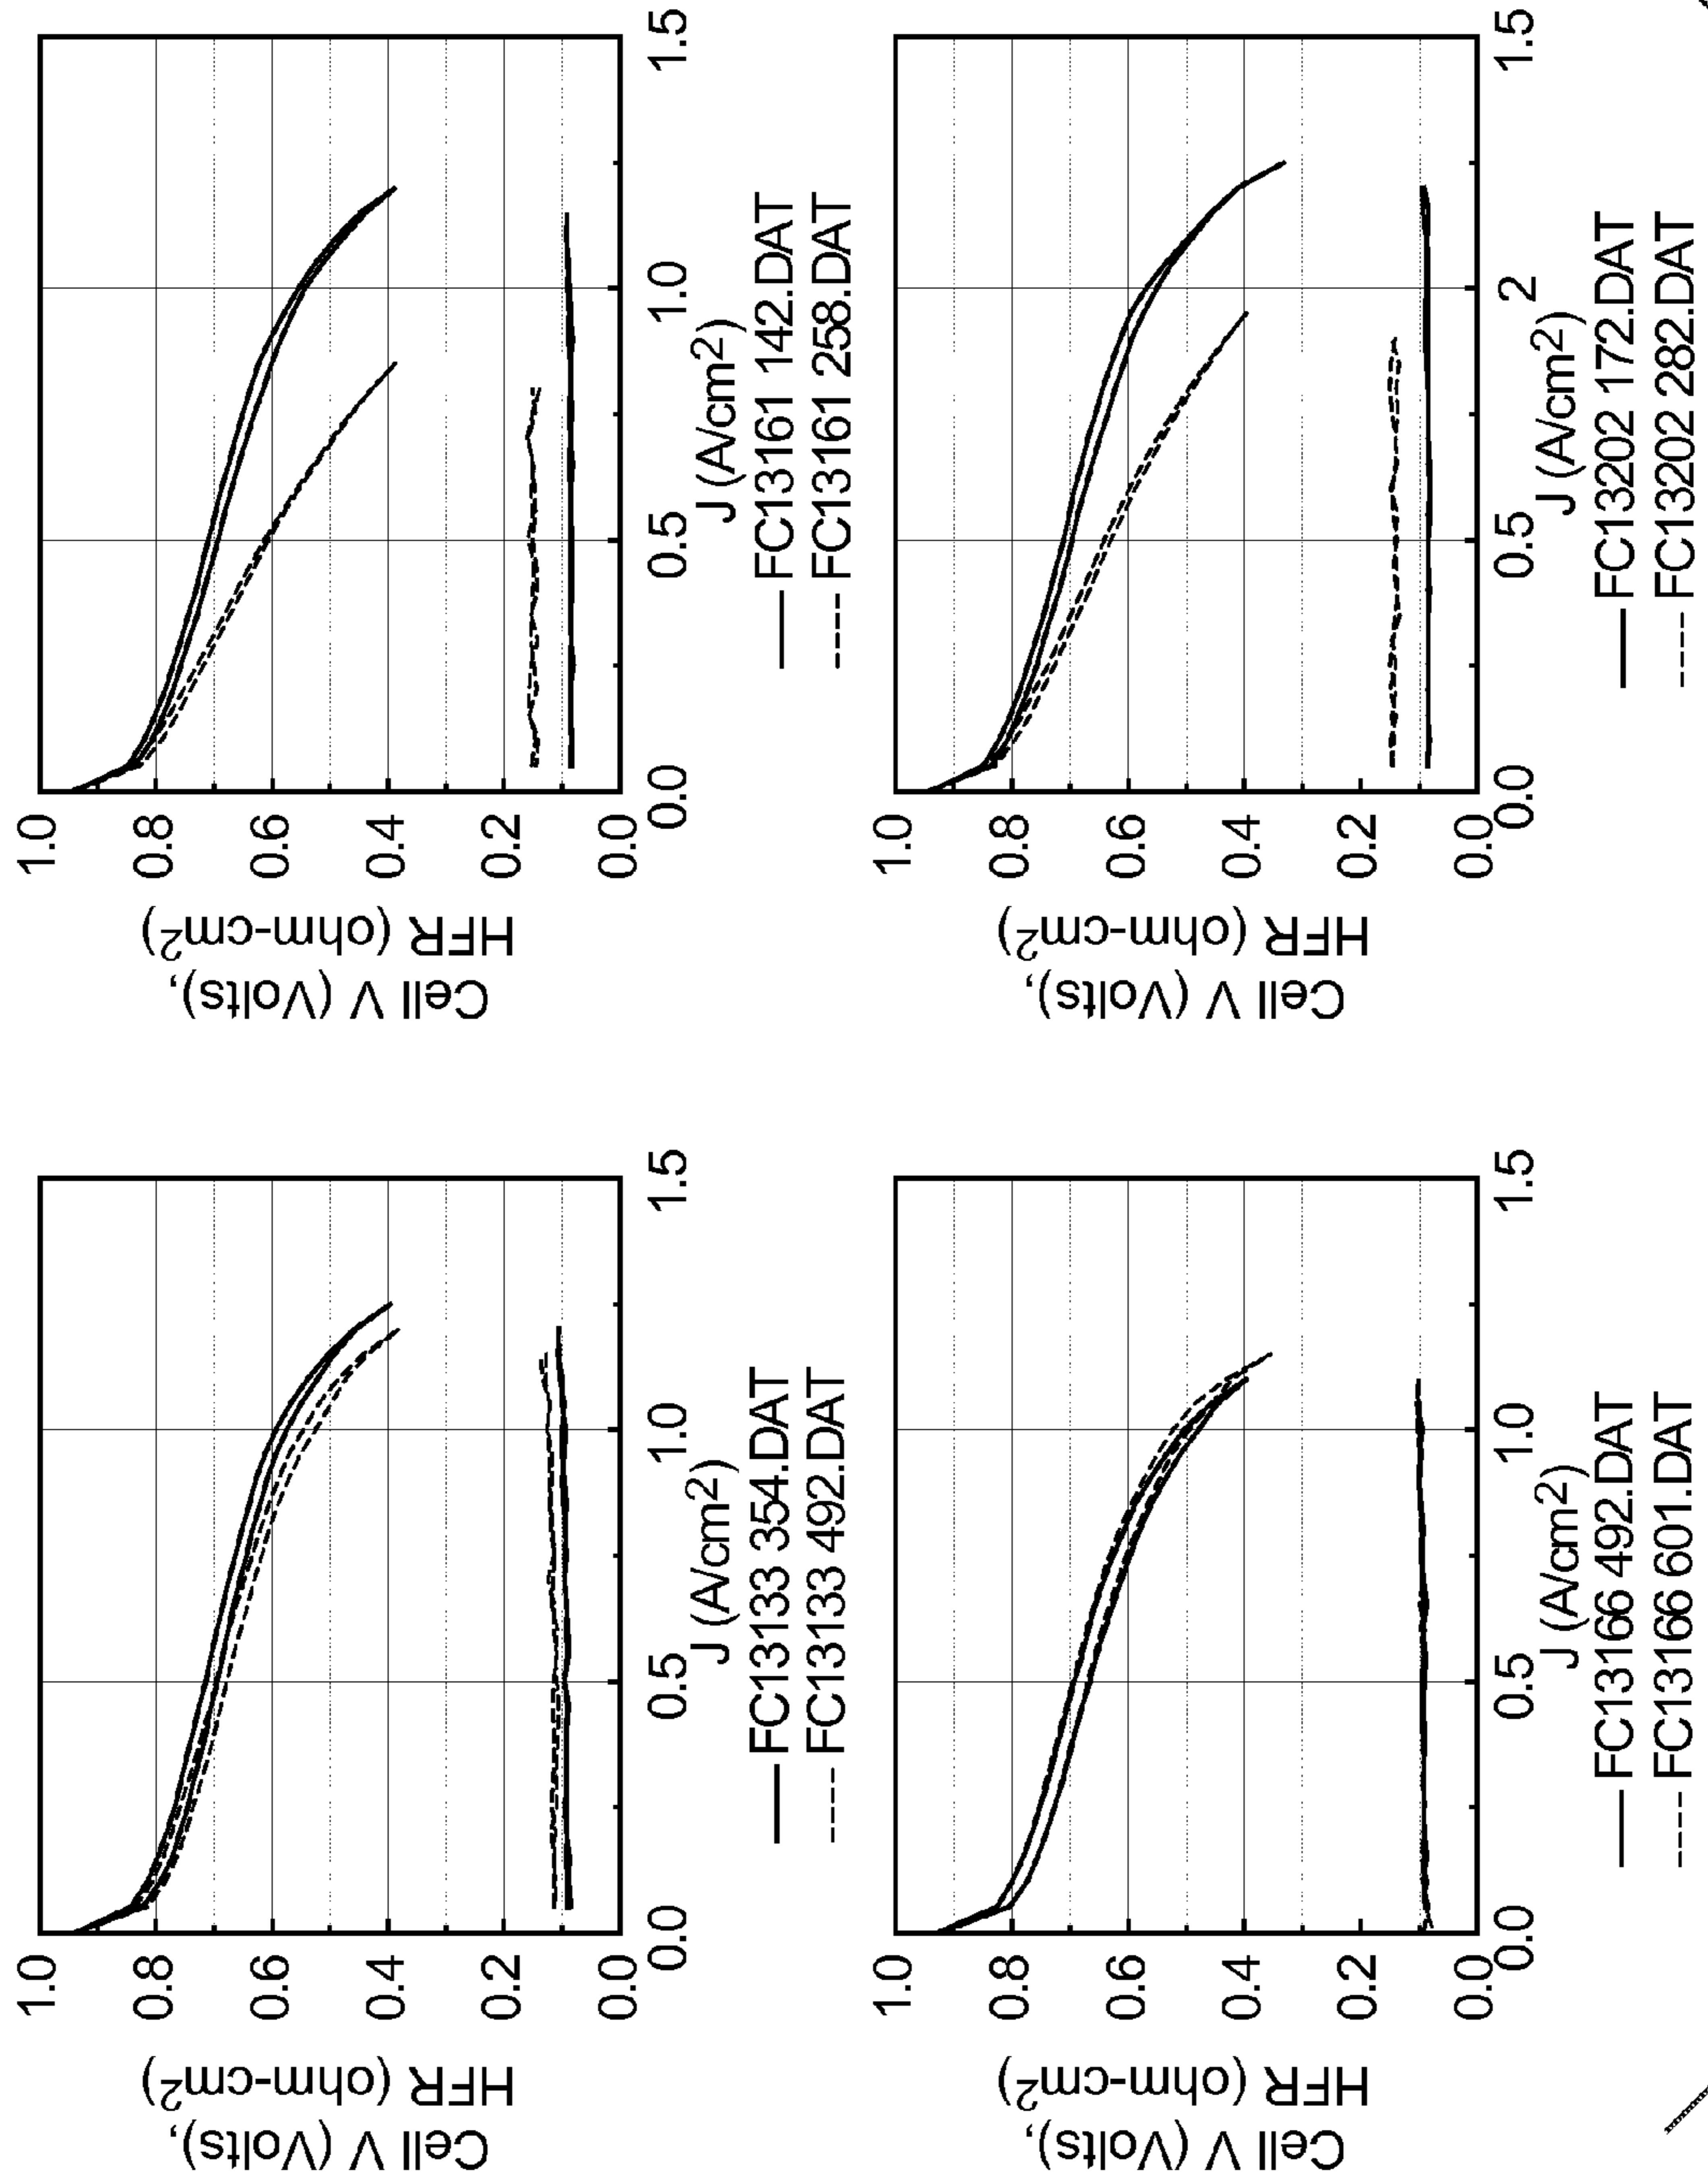 Cell V (Volts),
HFR (ohm-cm²)
1.0
0.8
0.6
0.4
0.2
0.0
0.0 0.5 1.0 1.5
J (A/cm²)
FC13133 354.DAT
FC13133 492.DAT
Cell V (Volts),
HFR (ohm-cm²)
1.0
0.8
0.6
0.4
0.2
0.0
0.0 0.5 1.0 1.5
J (A/cm²)
FC13161 142.DAT
FC13161 258.DAT
Cell V (Volts),
HFR (ohm-cm²)
1.0
0.8
0.6
0.4
0.2
0.0
0.0 0.5 1.0 1.5
J (A/cm²)
FC13166 492.DAT
FC13166 601.DAT
Cell V (Volts),
HFR (ohm-cm²)
1.0
0.8
0.6
0.4
0.2
0.0
0.0 0.5 2 1.5
J (A/cm²)
FC13202 172.DAT
FC13202 282.DAT